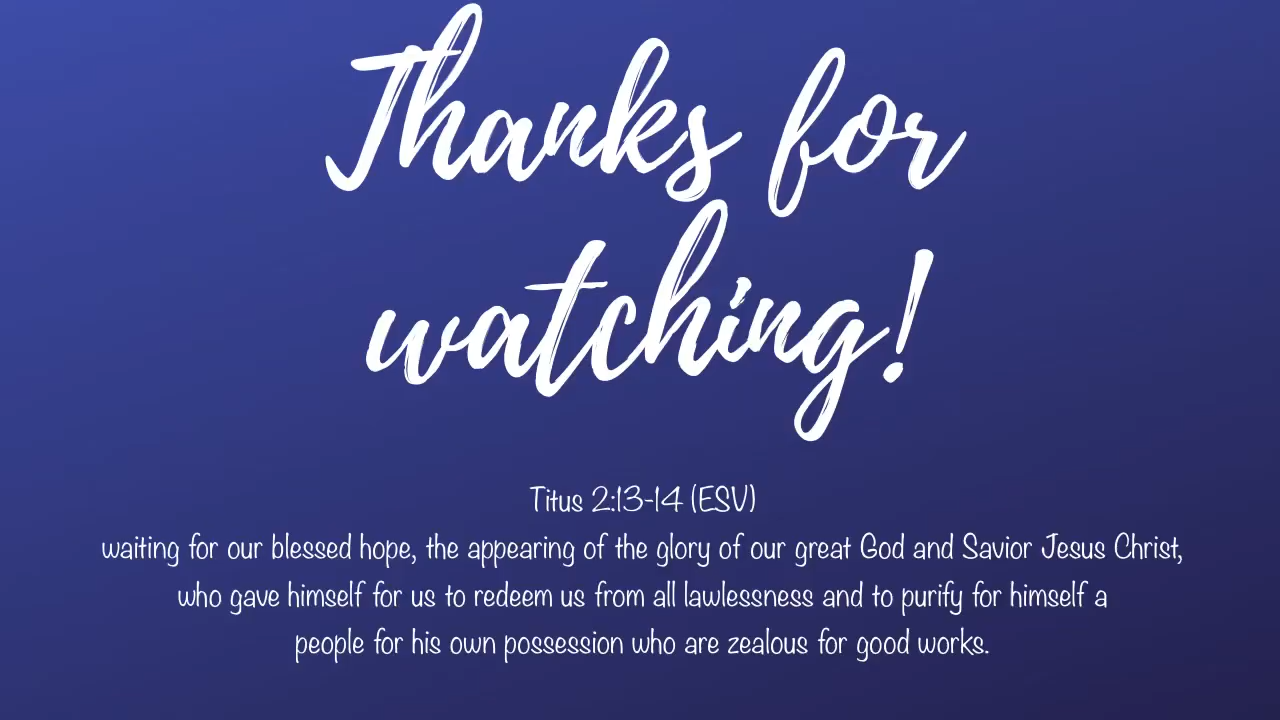 Thanks for
watching!
Titus 2:13-14 (ESV)
waiting for our blessed hope, the appearing of the glory of our great God and Savior Jesus Christ,
who gave himself for us to redeem us from all lawlessness and to purify for himself a
people for his own possession who are zealous for good works.